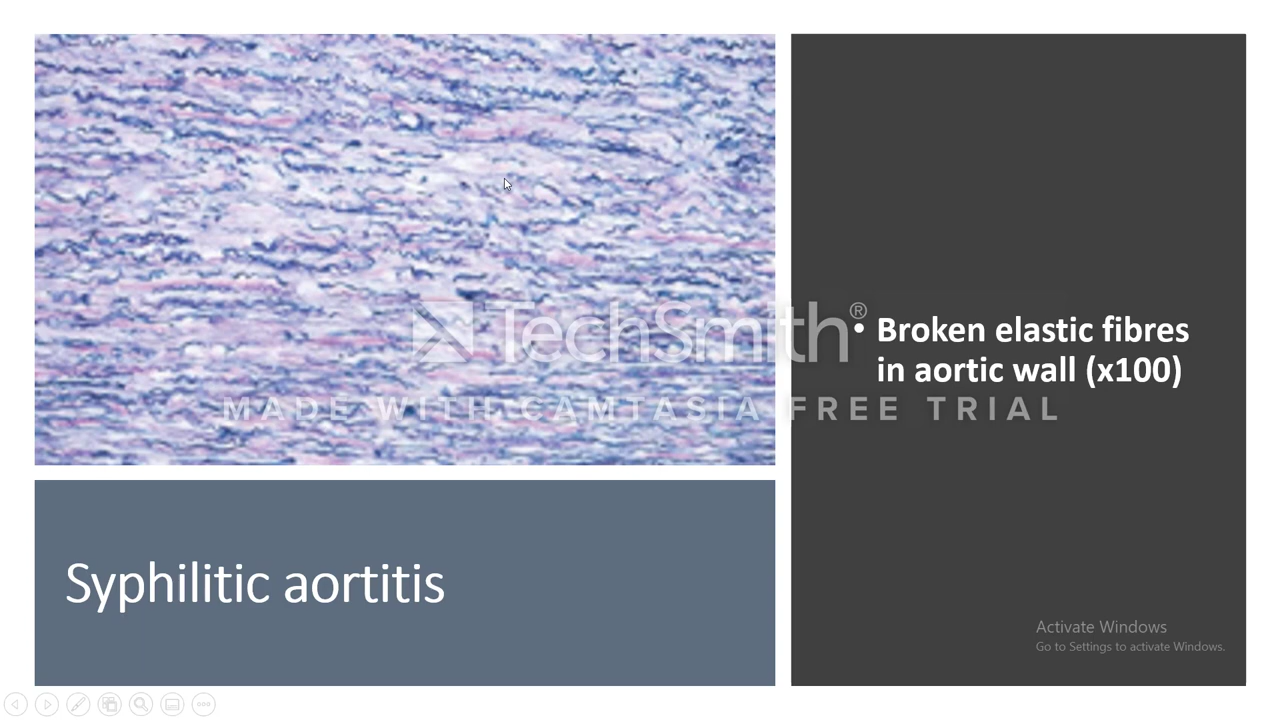 TechSmith®
MADE WITH CAMTASIA FREE TRIAL
• Broken elastic fibres
in aortic wall (x100)
Syphilitic aortitis
Activate Windows
Go to Settings to activate Windows.